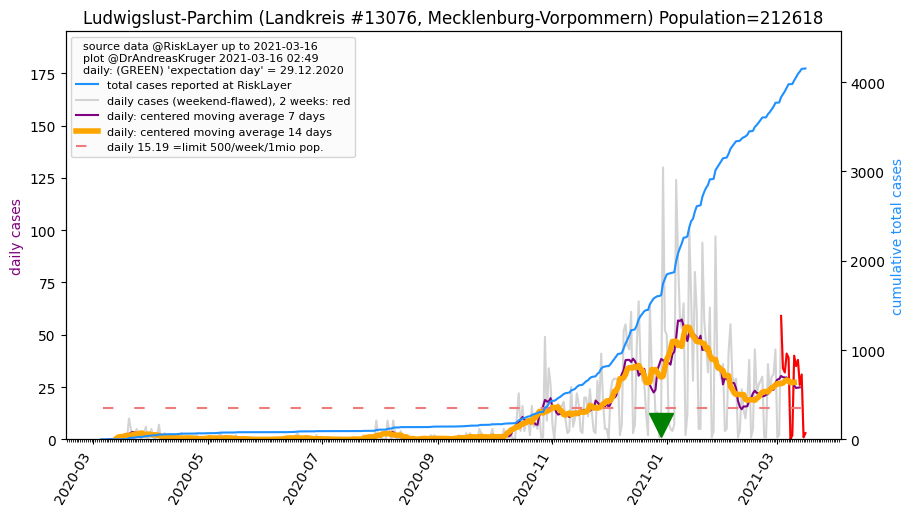 Ludwigslust-Parchim (Landkreis #13076, Mecklenburg-Vorpommern) Population=212618
source data @RiskLayer up to 2021-03-16
plot @DrAndreasKruger 2021-03-16 02:49
daily: (GREEN) 'expectation day' = 29.12.2020
total cases reported at RiskLayer
daily cases (weekend-flawed), 2 weeks: red
daily: centered moving average 7 days
daily: centered moving average 14 days
daily 15.19 =limit 500/week/1mio pop.
daily cases
175
150
125
100
75
50
25
0
cumulative total cases
4000
3000
2000
1000
0
2020-03
2020-05
2020-07
2020-09
2020-11
2021-01
2021-03